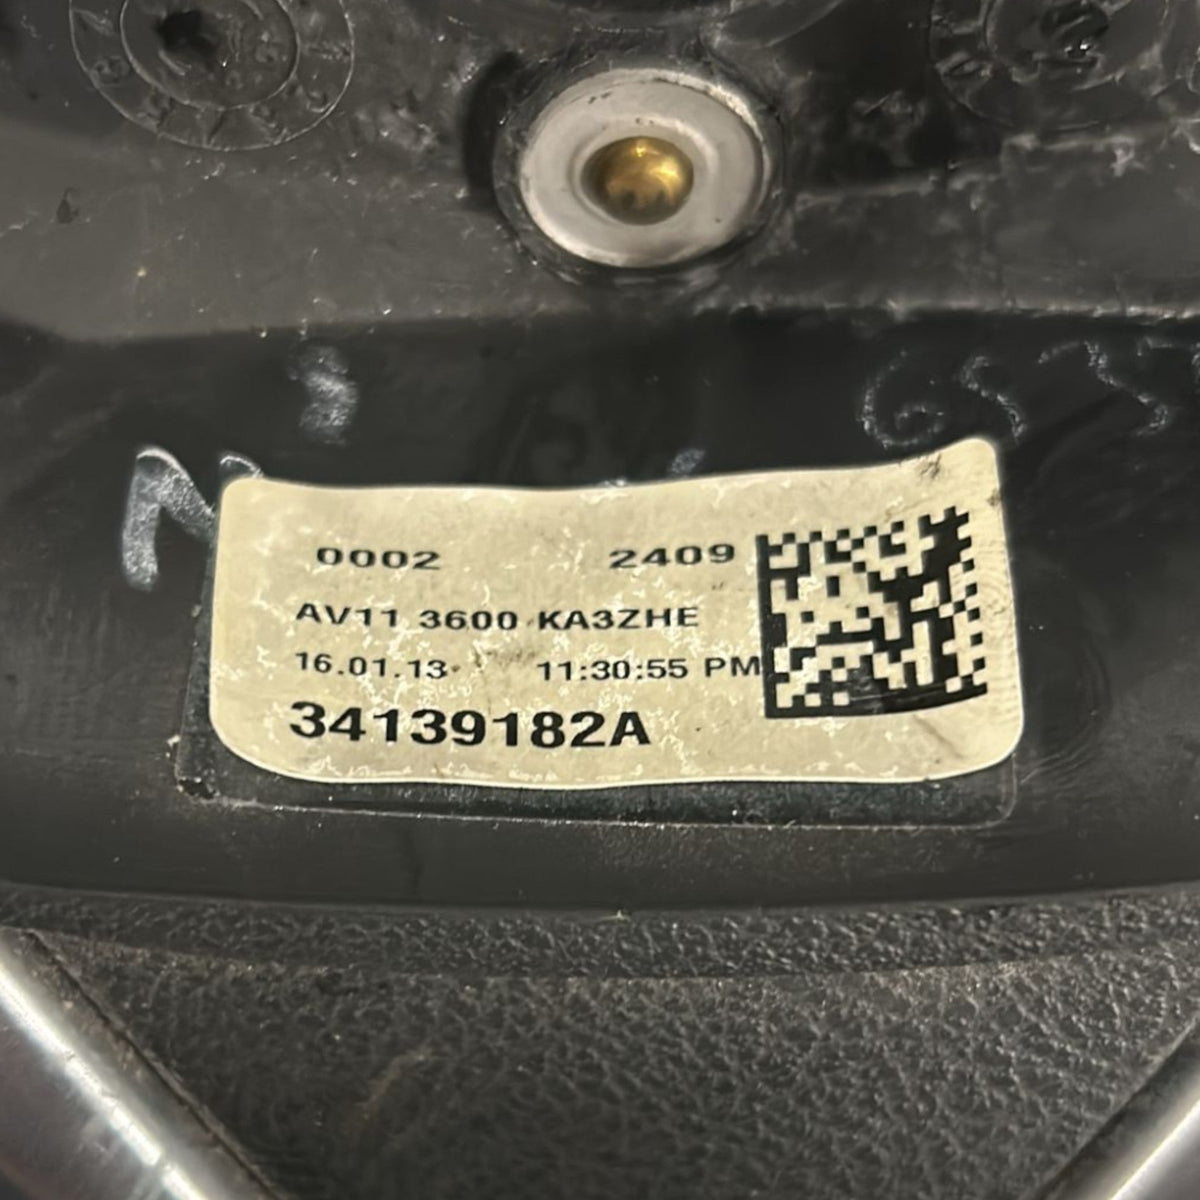 0002 2409
AV11 3600 KA3ZHE
16.01.13 11:30:55 PM
34139182A